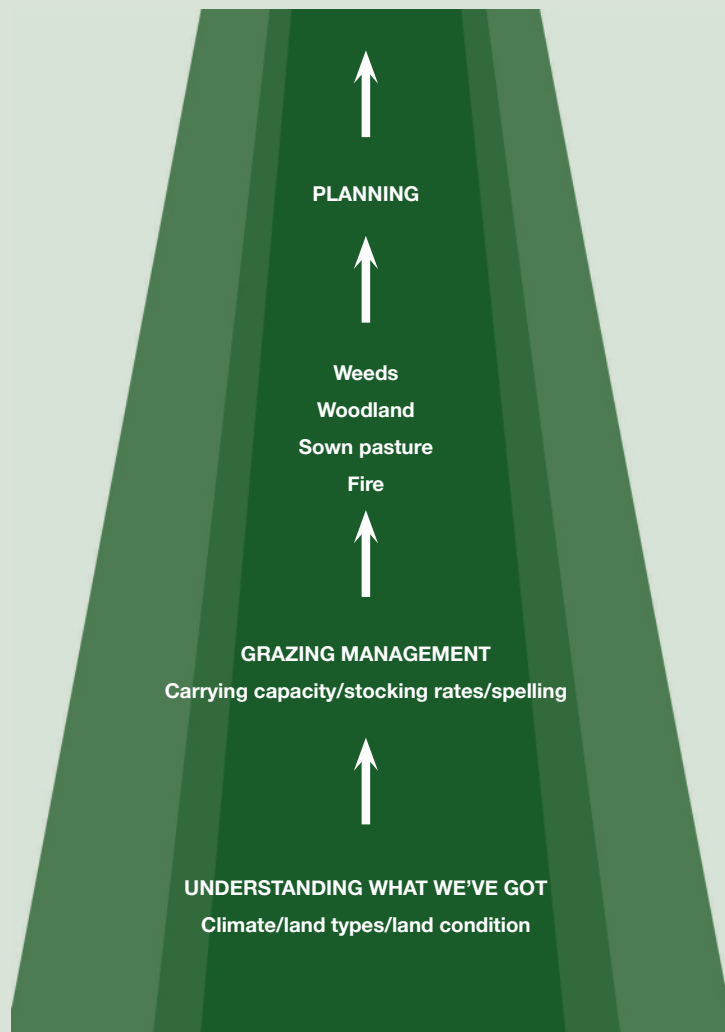 PLANNING
Weeds
Woodland
Sown pasture
Fire
GRAZING MANAGEMENT
Carrying capacity/stocking rates/spelling
UNDERSTANDING WHAT WE’VE GOT
Climate/land types/land condition